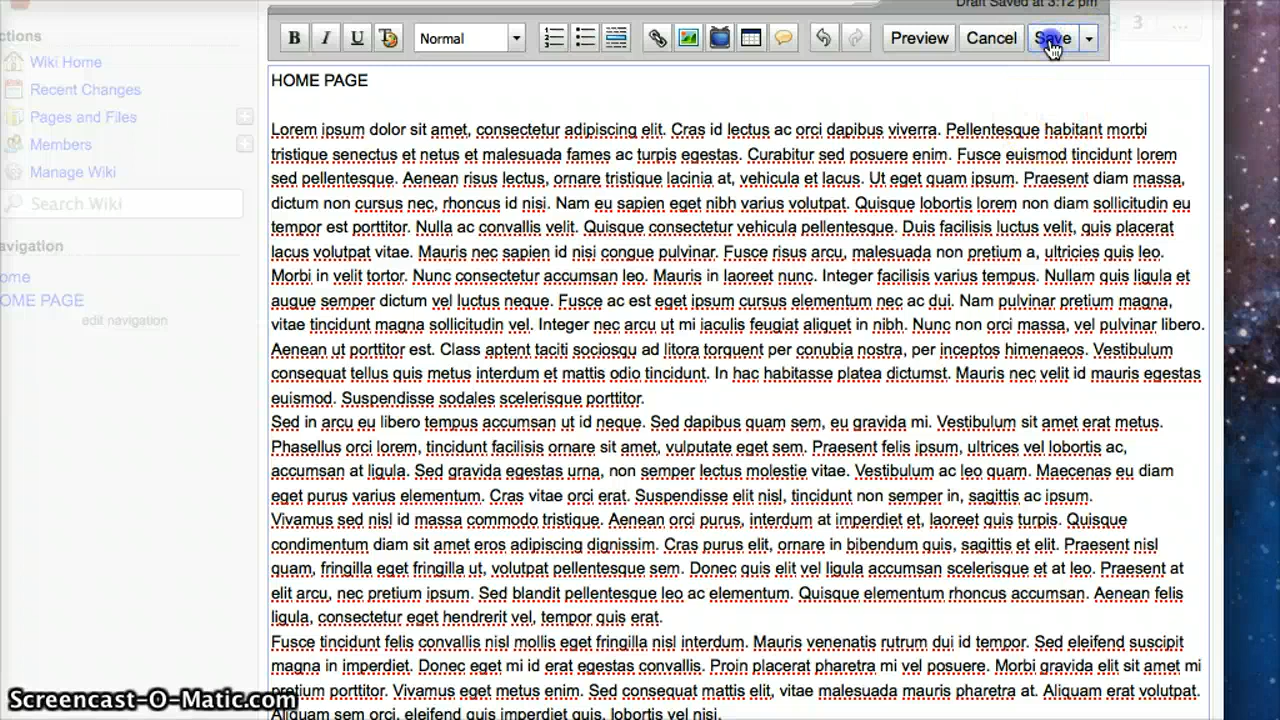 Draft Saved at 3:12 pm
B I U Normal Preview Cancel Save
3
ctions
Wiki Home
Recent Changes
Pages and Files
Members
Manage Wiki
Search Wiki
avigation
ome
OME PAGE
edit navigation
HOME PAGE
Lorem ipsum dolor sit amet, consectetur adipiscing elit. Cras id lectus ac orci dapibus viverra. Pellentesque habitant morbi
tristique senectus et netus et malesuada fames ac turpis egestas. Curabitur sed posuere enim. Fusce euismod tincidunt lorem
sed pellentesque. Aenean risus lectus, ornare tristique lacinia at, vehicula et lacus. Ut eget quam ipsum. Praesent diam massa,
dictum non cursus nec, rhoncus id nisi. Nam eu sapien eget nibh varius volutpat. Quisque lobortis lorem non diam sollicitudin eu
tempor est porttitor. Nulla ac convallis velit. Quisque consectetur vehicula pellentesque. Duis facilisis luctus velit, quis placerat
lacus volutpat vitae. Mauris nec sapien id nisi congue pulvinar. Fusce risus arcu, malesuada non pretium a, ultricies quis leo.
Morbi in velit tortor. Nunc consectetur accumsan leo. Mauris in laoreet nunc. Integer facilisis varius tempus. Nullam quis ligula et
augue semper dictum vel luctus neque. Fusce ac est eget ipsum cursus elementum nec ac dui. Nam pulvinar pretium magna,
vitae tincidunt magna sollicitudin vel. Integer nec arcu ut mi iaculis feugiat aliquet in nibh. Nunc non orci massa, vel pulvinar libero.
Aenean ut porttitor est. Class aptent taciti sociosqu ad litora torquent per conubia nostra, per inceptos himenaeos. Vestibulum
consequat tellus quis metus interdum et mattis odio tincidunt. In hac habitasse platea dictumst. Mauris nec velit id mauris egestas
euismod. Suspendisse sodales scelerisque porttitor.
Sed in arcu eu libero tempus accumsan ut id neque. Sed dapibus quam sem, eu gravida mi. Vestibulum sit amet erat metus.
Phasellus orci lorem, tincidunt facilisis ornare sit amet, vulputate eget sem. Praesent felis ipsum, ultrices vel lobortis ac,
accumsan at ligula. Sed gravida egestas urna, non semper lectus molestie vitae. Vestibulum ac leo quam. Maecenas eu diam
eget purus varius elementum. Cras vitae orci erat. Suspendisse elit nisl, tincidunt non semper in, sagittis ac ipsum.
Vivamus sed nisl id massa commodo tristique. Aenean orci purus, interdum at imperdiet et, laoreet quis turpis. Quisque
condimentum diam sit amet eros adipiscing dignissim. Cras purus elit, ornare in bibendum quis, sagittis et elit. Praesent nisl
quam, fringilla eget fringilla ut, volutpat pellentesque sem. Donec quis elit vel ligula accumsan scelerisque et at leo. Praesent at
elit arcu, nec pretium ipsum. Sed blandit pellentesque leo ac elementum. Quisque elementum rhoncus accumsan. Aenean felis
ligula, consectetur eget hendrerit vel, tempor quis erat.
Fusce tincidunt felis convallis nisl mollis eget fringilla nisl interdum. Mauris venenatis rutrum dui id tempor. Sed eleifend suscipit
magna in imperdiet. Donec eget mi id erat egestas convallis. Proin placerat pharetra mi vel posuere. Morbi gravida elit sit amet mi
pretium porttitor. Vivamus eget metus enim. Sed consequat mattis elit, vitae malesuada mauris pharetra at. Aliquam erat volutpat.
Aliquam sem orci, eleifend quis imperdiet quis, lobortis vel nisi.
Screencast-O-Matic.com